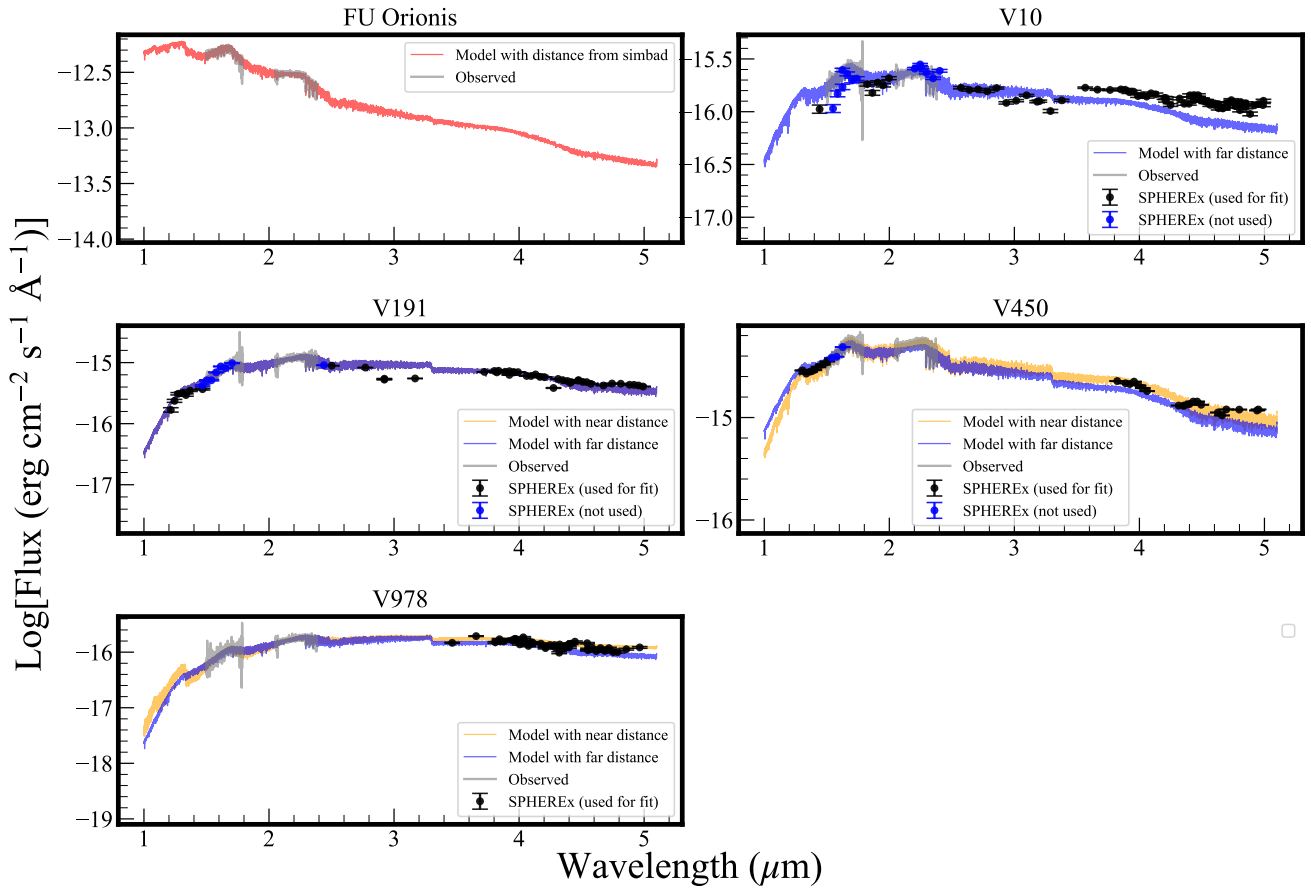 FU Orionis
−12.5
−13.0
−13.5
−14.0
1 2 3 4 5
Model with distance from simbad
Observed
V10
−15.5
−16.0
−16.5
−17.0
1 2 3 4 5
Model with far distance
Observed
SPHEREx (used for fit)
SPHEREx (not used)
V191
−15
−16
−17
1 2 3 4 5
Model with near distance
Model with far distance
Observed
SPHEREx (used for fit)
SPHEREx (not used)
V450
−15
−16
1 2 3 4 5
Model with near distance
Model with far distance
Observed
SPHEREx (used for fit)
SPHEREx (not used)
V978
−16
−17
−18
−19
1 2 3 4 5
Model with near distance
Model with far distance
Observed
SPHEREx (used for fit)
Log[Flux (erg cm⁻² s⁻¹ Å⁻¹)]
Wavelength (μm)